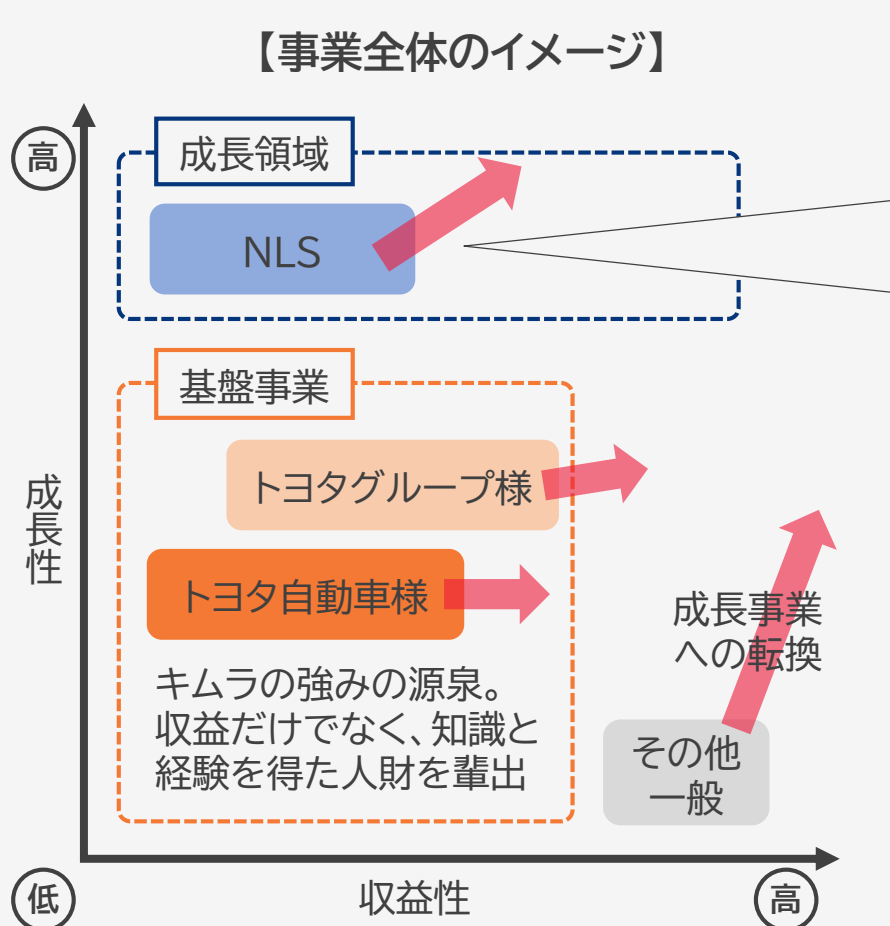 【事業全体のイメージ】
高
成長領域
NLS
基盤事業
トヨタグループ様
トヨタ自動車様
キムラの強みの源泉。
収益だけでなく、知識と
経験を得た人財を輩出
成長性
成長事業
への転換
その他
一般
低
収益性
高